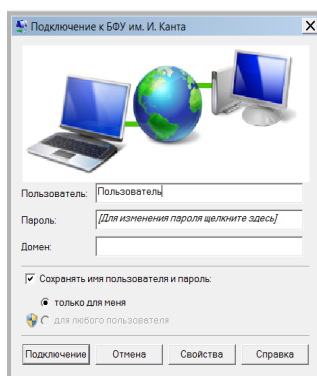 Подключение к БФУ им. И. Канта
Пользователь: Пользователь
Пароль: [Для изменения пароля щелкните здесь]
Домен:
Сохранять имя пользователя и пароль:
только для меня
для любого пользователя
Подключение Отмена Свойства Справка